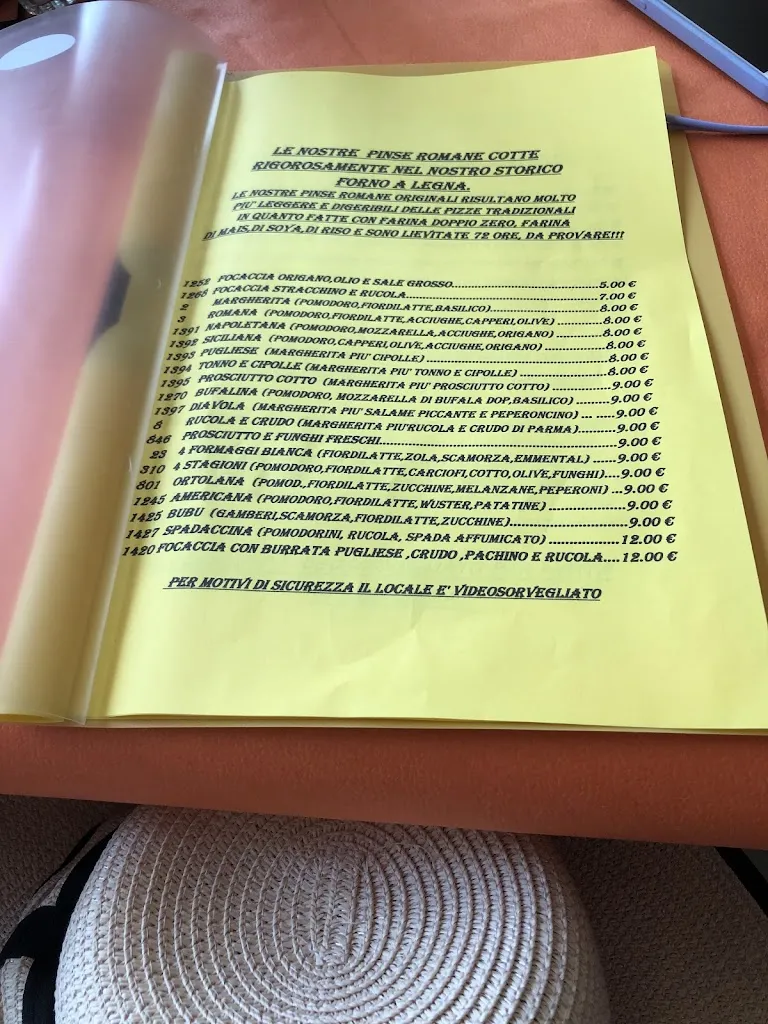 LE NOSTRE PINSE ROMANE COTTE
RIGOROSAMENTE NEL NOSTRO STORICO
FORNO A LEGNA.
LE NOSTRE PINSE ROMANE ORIGINALI RISULTANO MOLTO
PIU' LEGGERE E DIGERIBILI DELLE PIZZE TRADIZIONALI
IN QUANTO FATTE CON FARINA DOPPIO ZERO, FARINA
DI MAIS,DI SOYA,DI RISO E SONO LIEVITATE 72 ORE, DA PROVARE!!!
1252 FOCACCIA ORIGANO,OLIO E SALE GROSSO...5.00 €
1268 FOCACCIA STRACCHINO E RUCOLA...7.00 €
2 MARGHERITA (POMODORO,FIORDILATTE,BASILICO)...8.00 €
3 ROMANA (POMODORO,FIORDILATTE,ACCIUGHE,CAPPERI,OLIVE) ...8.00 €
1391 NAPOLETANA (POMODORO,MOZZARELLA,ACCIUGHE,ORIGANO) ...8.00 €
1392 SICILIANA (POMODORO,CAPPERI,OLIVE,ACCIUGHE,ORIGANO) ...8.00 €
1393 PUGLIESE (MARGHERITA PIU' CIPOLLE) ...8.00 €
1394 TONNO E CIPOLLE (MARGHERITA PIU' TONNO E CIPOLLE) ...8.00 €
1395 PROSCIUTTO COTTO (MARGHERITA PIU' PROSCIUTTO COTTO) ...9.00 €
1270 BUFALINA (POMODORO, MOZZARELLA DI BUFALA DOP,BASILICO) ...9.00 €
1397 DIAVOLA (MARGHERITA PIU' SALAME PICCANTE E PEPERONCINO) ... .....9.00 €
8 RUCOLA E CRUDO (MARGHERITA PIU'RUCOLA E CRUDO DI PARMA)...9.00 €
646 PROSCIUTTO E FUNGHI FRESCHI...9.00 €
23 4 FORMAGGI BIANCA (FIORDILATTE,ZOLA,SCAMORZA,EMMENTAL) ......9.00 €
310 4 STAGIONI (POMODORO,FIORDILATTE,CARCIOFI,COTTO,OLIVE,FUNGHI)....9.00 €
801 ORTOLANA (POMOD.,FIORDILATTE,ZUCCHINE,MELANZANE,PEPERONI) ...9.00 €
1245 AMERICANA (POMODORO,FIORDILATTE,WUSTER,PATATINE) ...9.00 €
1425 BUBU (GAMBERI,SCAMORZA,FIORDILATTE,ZUCCHINE)...9.00 €
1427 SPADACCINA (POMODORINI, RUCOLA, SPADA AFFUMICATO) ...12.00 €
1420 FOCACCIA CON BURRATA PUGLIESE ,CRUDO ,PACHINO E RUCOLA....12.00 €
PER MOTIVI DI SICUREZZA IL LOCALE E' VIDEOSORVEGLIATO